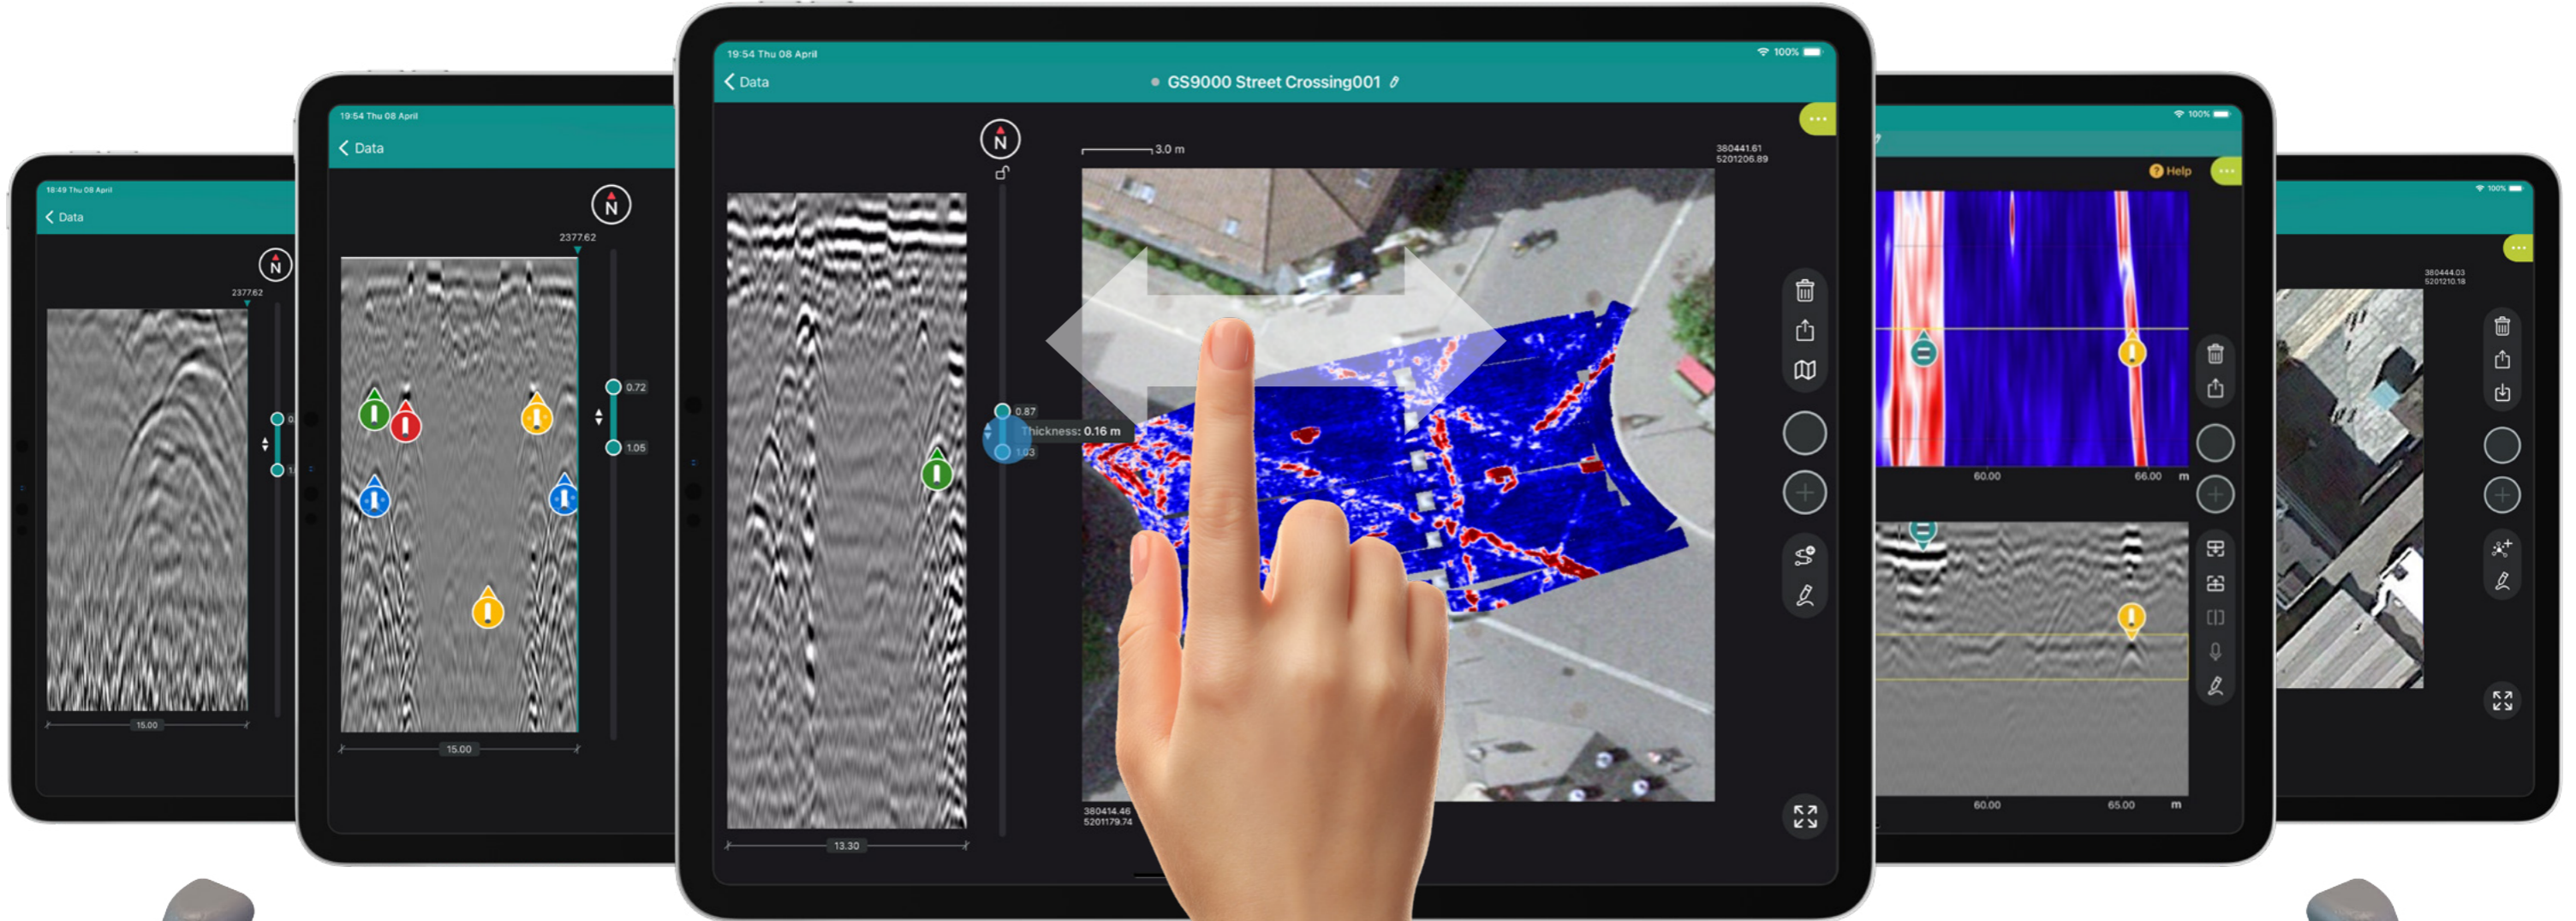 18:49 Thu 08 April
Data
N
2377.62
15.00
19:54 Thu 08 April
Data
N
2377.62
0.72
1.05
15.00
19:54 Thu 08 April
100%
Data
GS9000 Street Crossing001
N
3.0 m
380441.61
5201206.89
0.87
Thickness: 0.16 m
1.03
380414.46
5201179.74
13.30
100%
? Help
60.00
66.00
m
60.00
65.00
m
100%
380444.03
5201210.18